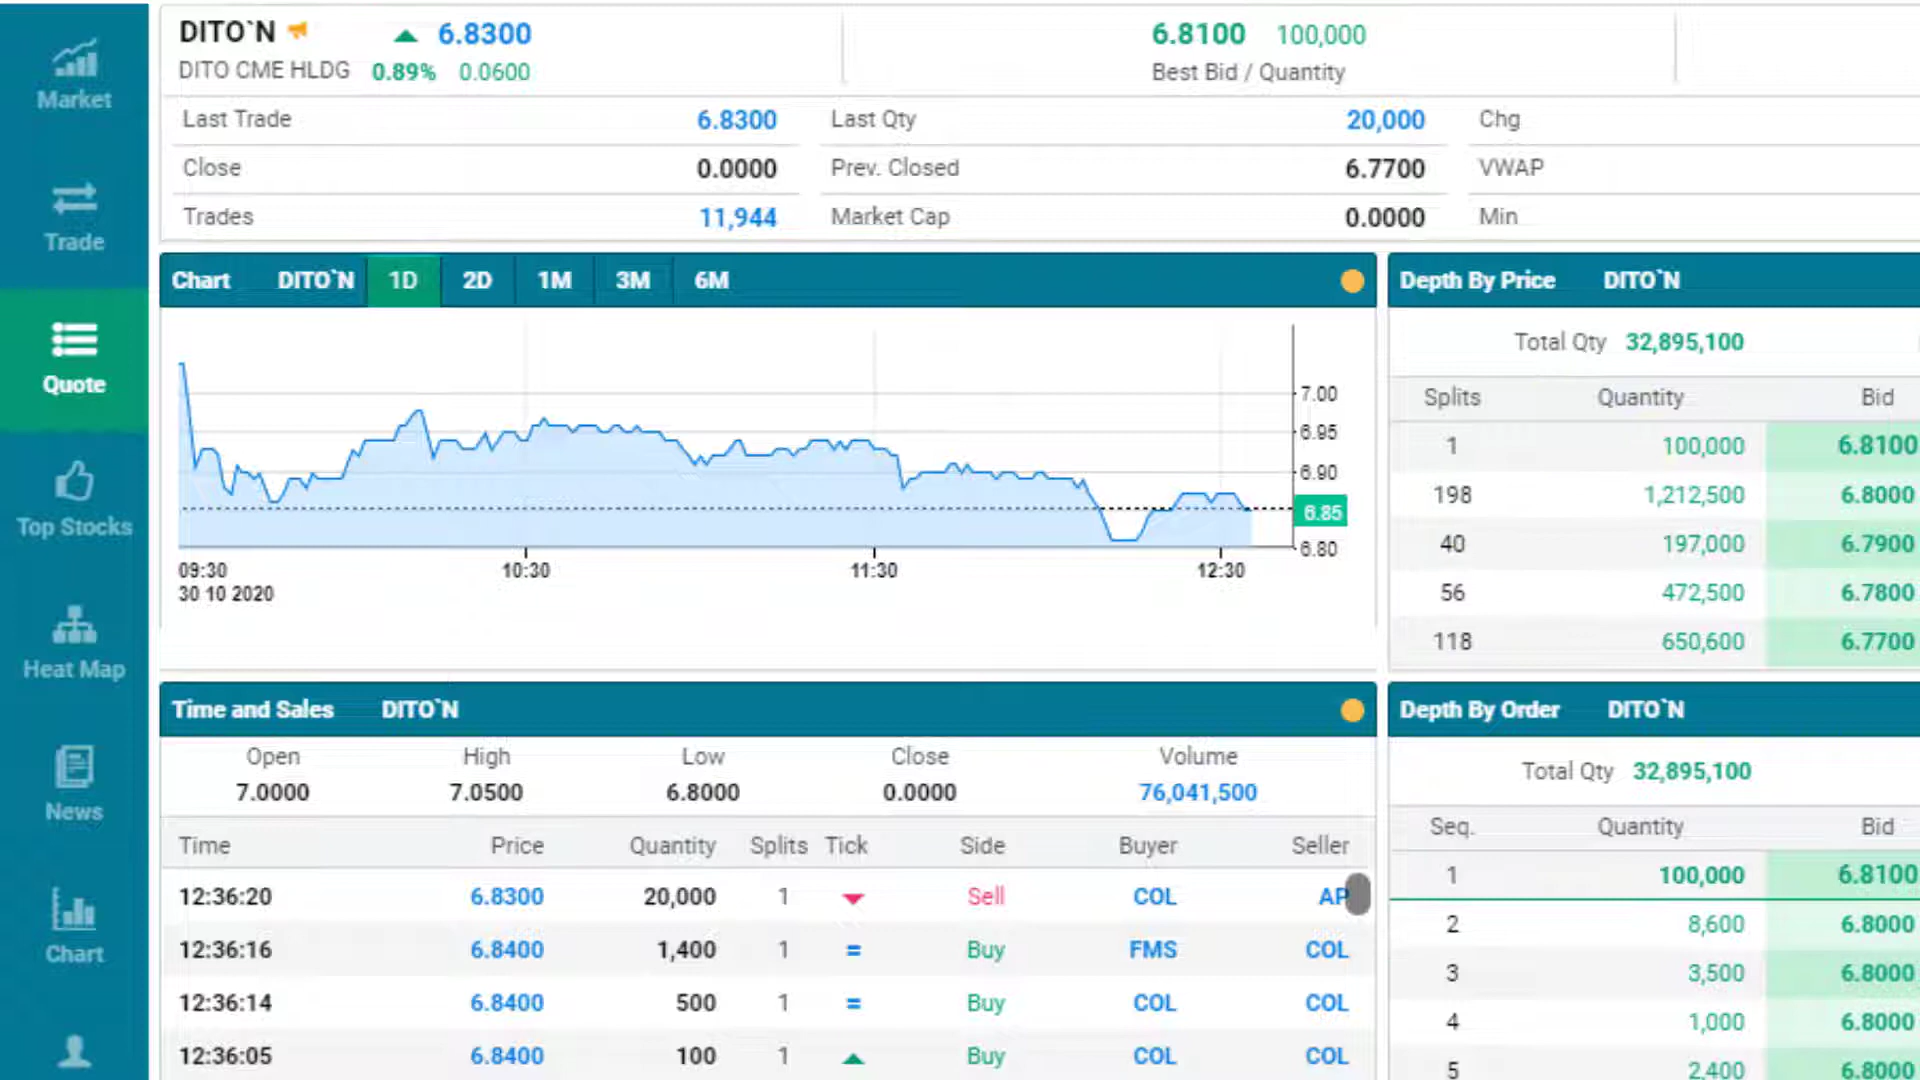 Market
Trade
Quote
Top Stocks
Heat Map
News
Chart
DITO`N 6.8300 6.8100 100,000
DITO CME HLDG 0.89% 0.0600 Best Bid / Quantity
Last Trade 6.8300 Last Qty 20,000 Chg
Close 0.0000 Prev. Closed 6.7700 VWAP
Trades 11,944 Market Cap 0.0000 Min
Chart DITO`N 1D 2D 1M 3M 6M
7.00
6.95
6.90
6.85
6.80
09:30 10:30 11:30 12:30
30 10 2020
Depth By Price DITO`N
Total Qty 32,895,100
Splits Quantity Bid
1 100,000 6.8100
198 1,212,500 6.8000
40 197,000 6.7900
56 472,500 6.7800
118 650,600 6.7700
Time and Sales DITO`N
Open High Low Close Volume
7.0000 7.0500 6.8000 0.0000 76,041,500
Time Price Quantity Splits Tick Side Buyer Seller
12:36:20 6.8300 20,000 1 Sell COL AP
12:36:16 6.8400 1,400 1 = Buy FMS COL
12:36:14 6.8400 500 1 = Buy COL COL
12:36:05 6.8400 100 1 Buy COL COL
Depth By Order DITO`N
Total Qty 32,895,100
Seq. Quantity Bid
1 100,000 6.8100
2 8,600 6.8000
3 3,500 6.8000
4 1,000 6.8000
5 2,400 6.8000